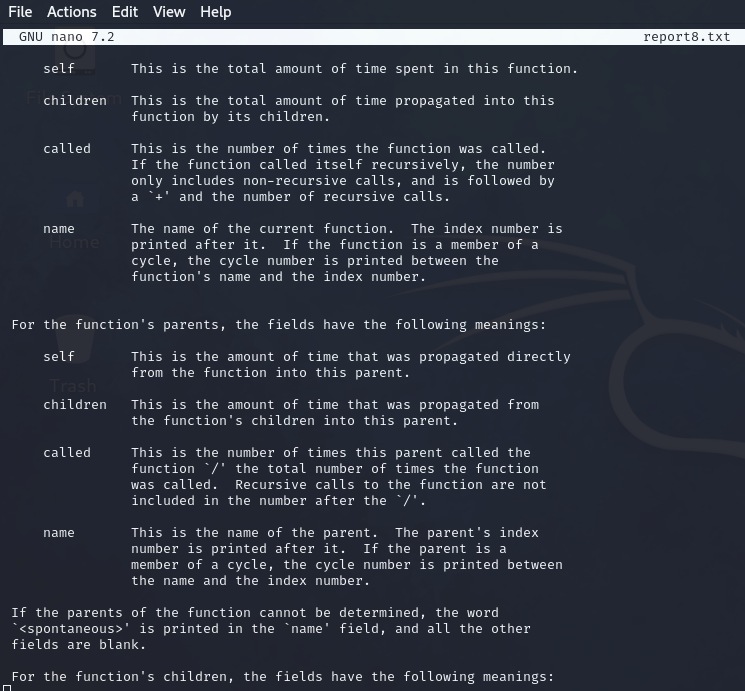 File Actions Edit View Help
GNU nano 7.2 report8.txt
self This is the total amount of time spent in this function.
children This is the total amount of time propagated into this
function by its children.
called This is the number of times the function was called.
If the function called itself recursively, the number
only includes non-recursive calls, and is followed by
a `+' and the number of recursive calls.
name The name of the current function. The index number is
printed after it. If the function is a member of a
cycle, the cycle number is printed between the
function's name and the index number.
For the function's parents, the fields have the following meanings:
self This is the amount of time that was propagated directly
from the function into this parent.
children This is the amount of time that was propagated from
the function's children into this parent.
called This is the number of times this parent called the
function `/' the total number of times the function
was called. Recursive calls to the function are not
included in the number after the `/'.
name This is the name of the parent. The parent's index
number is printed after it. If the parent is a
member of a cycle, the cycle number is printed between
the name and the index number.
If the parents of the function cannot be determined, the word
`<spontaneous>' is printed in the `name' field, and all the other
fields are blank.
For the function's children, the fields have the following meanings:
Home
Trash